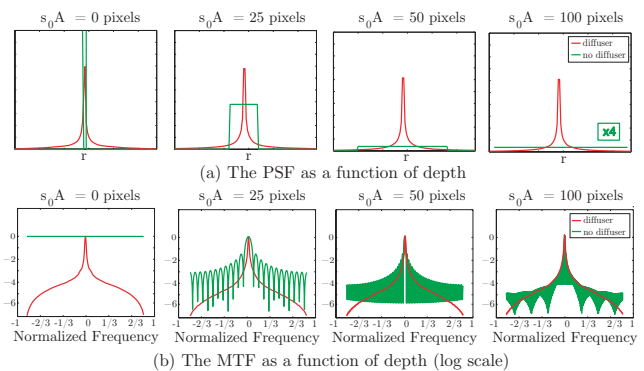 s₀A = 0 pixels
s₀A = 25 pixels
s₀A = 50 pixels
s₀A = 100 pixels
diffuser
no diffuser
x4
r
r
r
r
(a) The PSF as a function of depth
s₀A = 0 pixels
s₀A = 25 pixels
s₀A = 50 pixels
s₀A = 100 pixels
diffuser
no diffuser
0
−2
−4
−6
0
−2
−4
−6
0
−2
−4
−6
0
−2
−4
−6
-1 -2/3 -1/3 0 1/3 2/3 1
-1 -2/3 -1/3 0 1/3 2/3 1
-1 -2/3 -1/3 0 1/3 2/3 1
-1 -2/3 -1/3 0 1/3 2/3 1
Normalized Frequency
Normalized Frequency
Normalized Frequency
Normalized Frequency
(b) The MTF as a function of depth (log scale)